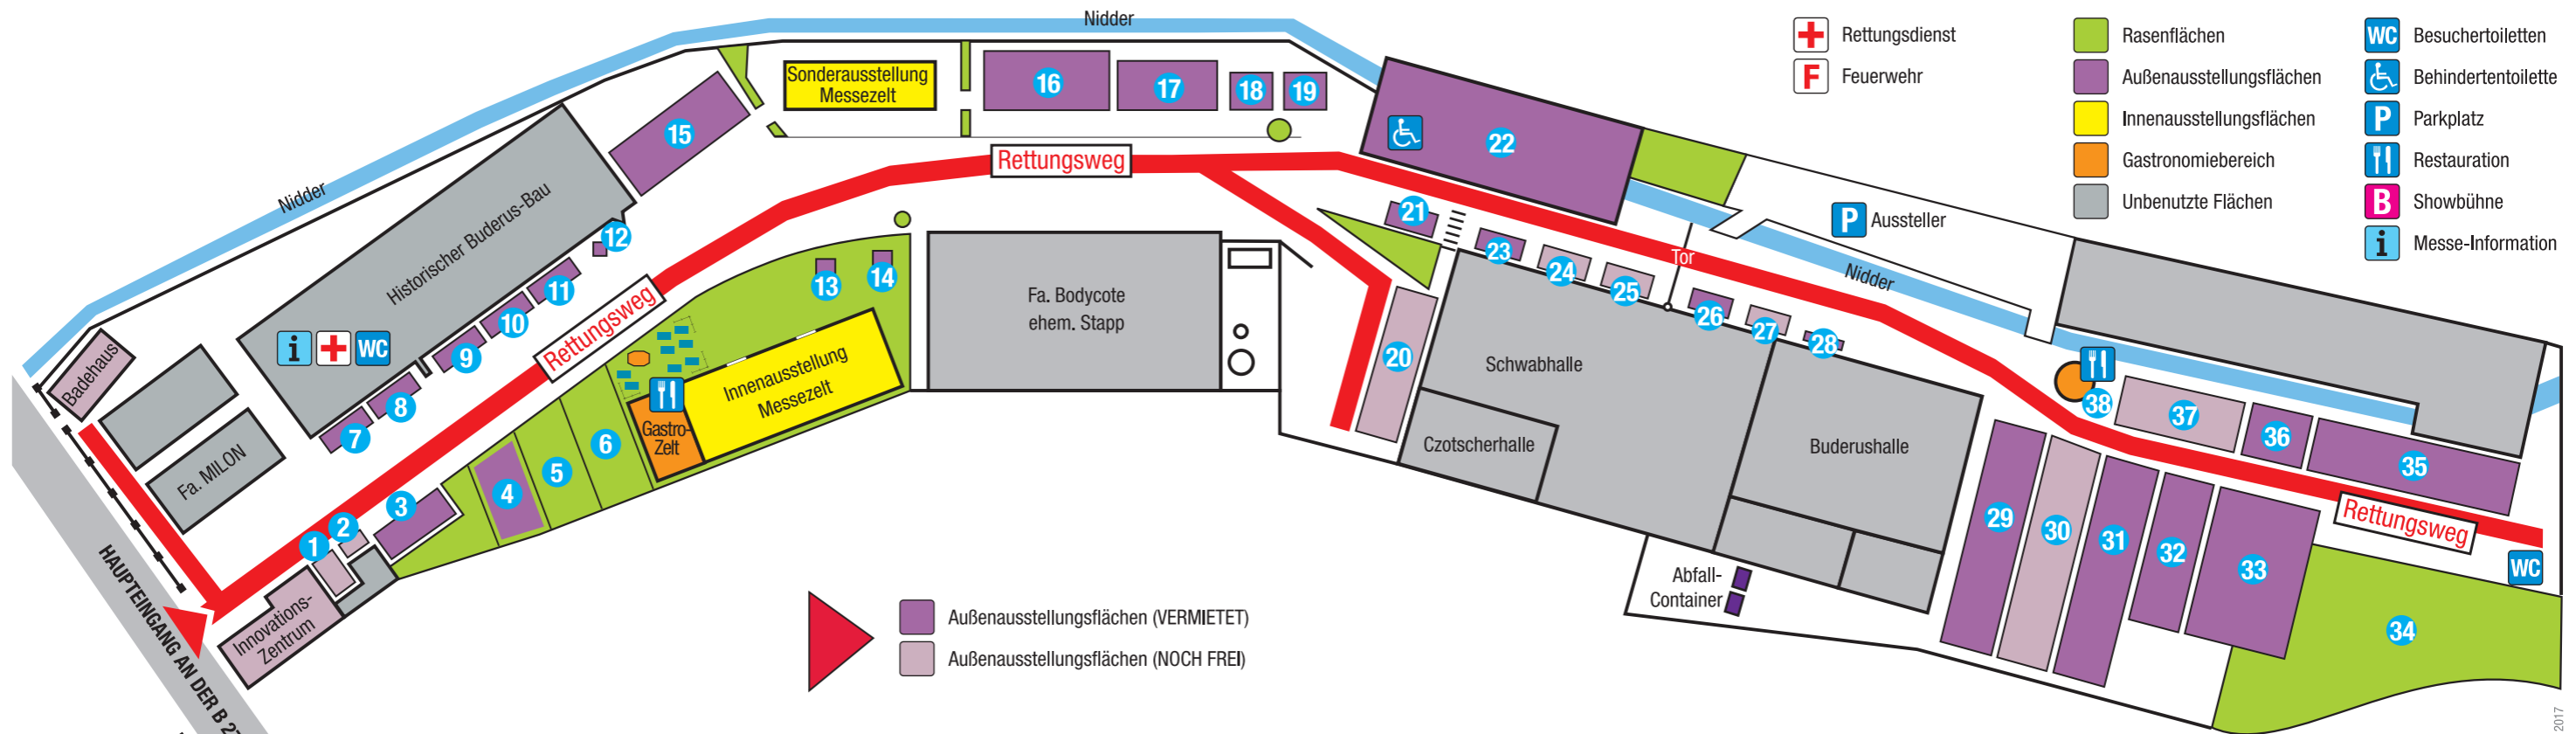 Nidder
Rettungsdienst
Feuerwehr
Rasenflächen
Außenausstellungsflächen
Innenausstellungsflächen
Gastronomiebereich
Unbenutzte Flächen
WC Besuchertoiletten
Behindertentoilette
P Parkplatz
Restauration
B Showbühne
i Messe-Information
F
Sonderausstellung
Messezelt
16
17
18
19
15
22
Rettungsweg
Nidder
Historischer Buderus-Bau
12
11
10
9
8
7
i
WC
Badehaus
Fa. MILON
Rettungsweg
13
14
Fa. Bodycote
ehem. Stapp
21
23
24
25
26
27
28
Tor
P Aussteller
Nidder
20
Schwabhalle
Czotscherhalle
Buderushalle
38
37
36
35
Innenausstellung
Messezelt
Gastro-
Zelt
6
5
4
3
2
1
Innovations-
Zentrum
HAUPTEINGANG AN DER B 27
29
30
31
32
33
34
Rettungsweg
WC
Abfall-
Container
Außenausstellungsflächen (VERMIETET)
Außenausstellungsflächen (NOCH FREI)
2017